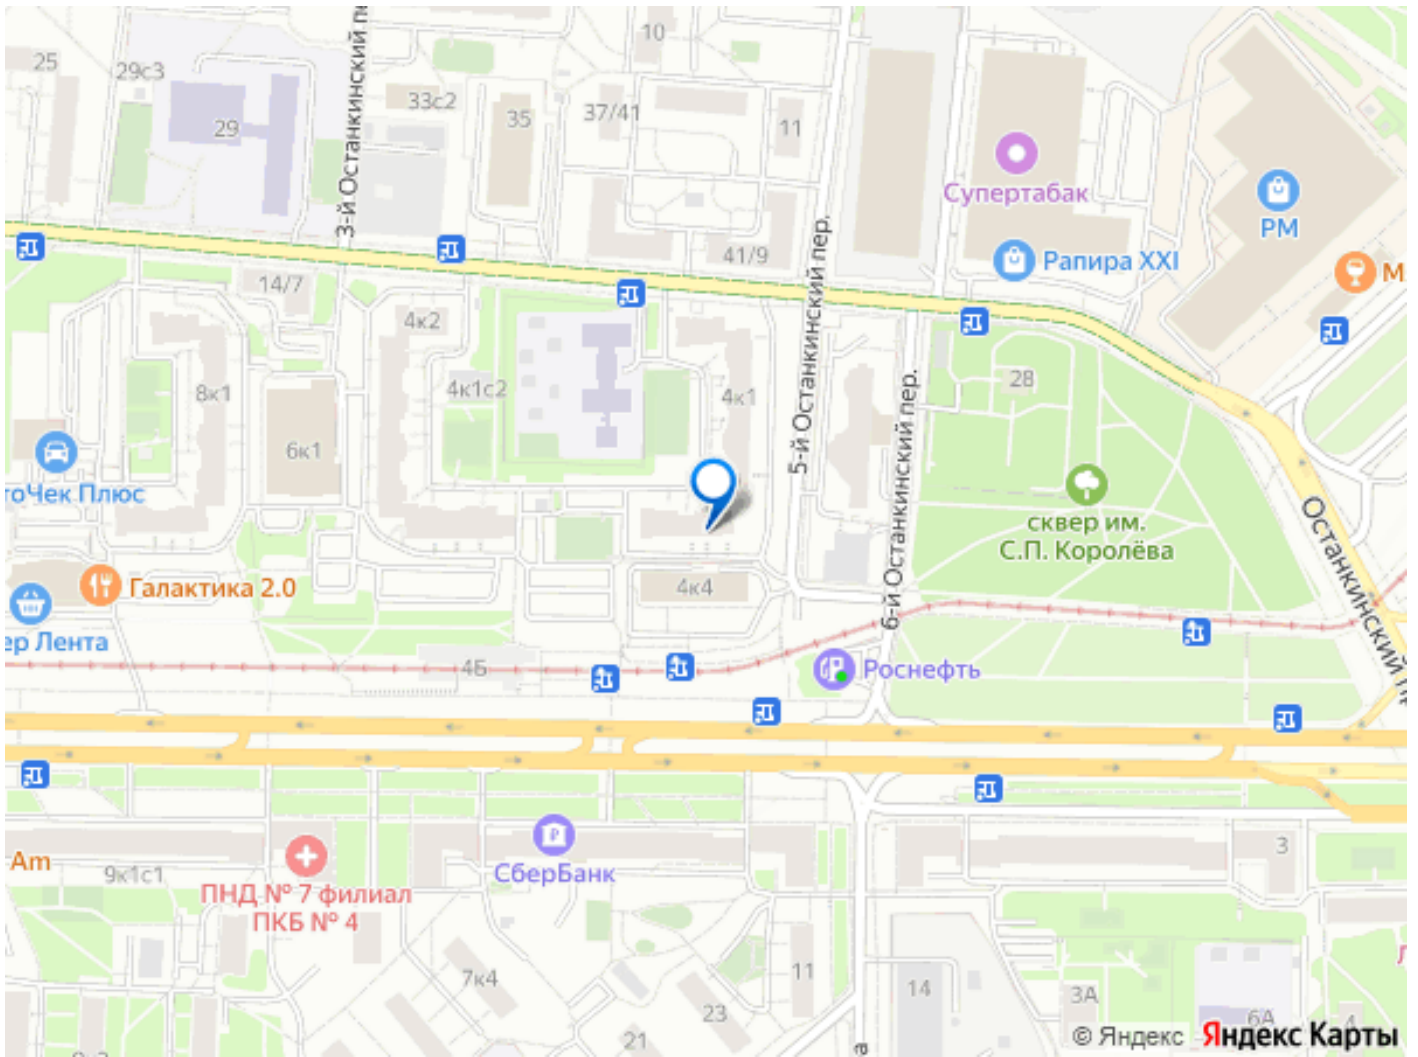 3-й Останкинский пе
10
25
29с3
33с2
35
37/41
11
29
Супертабак
РМ
41/9
5-й Останкинский пер.
Рапира XXI
М
14/7
4к2
28
8к1
4к1с2
4к1
6к1
6-й Останкинский пер.
тоЧек Плюс
Останкинский п
сквер им.
С.П. Королёва
Галактика 2.0
4к4
ер Лента
4Б
Роснефть
Am
9к1с1
СберБанк
3
ПНД № 7 филиал
ПКБ № 4
7к4
11
14
3А
23
6А
4
21
а
© Яндекс Яндекс Карты